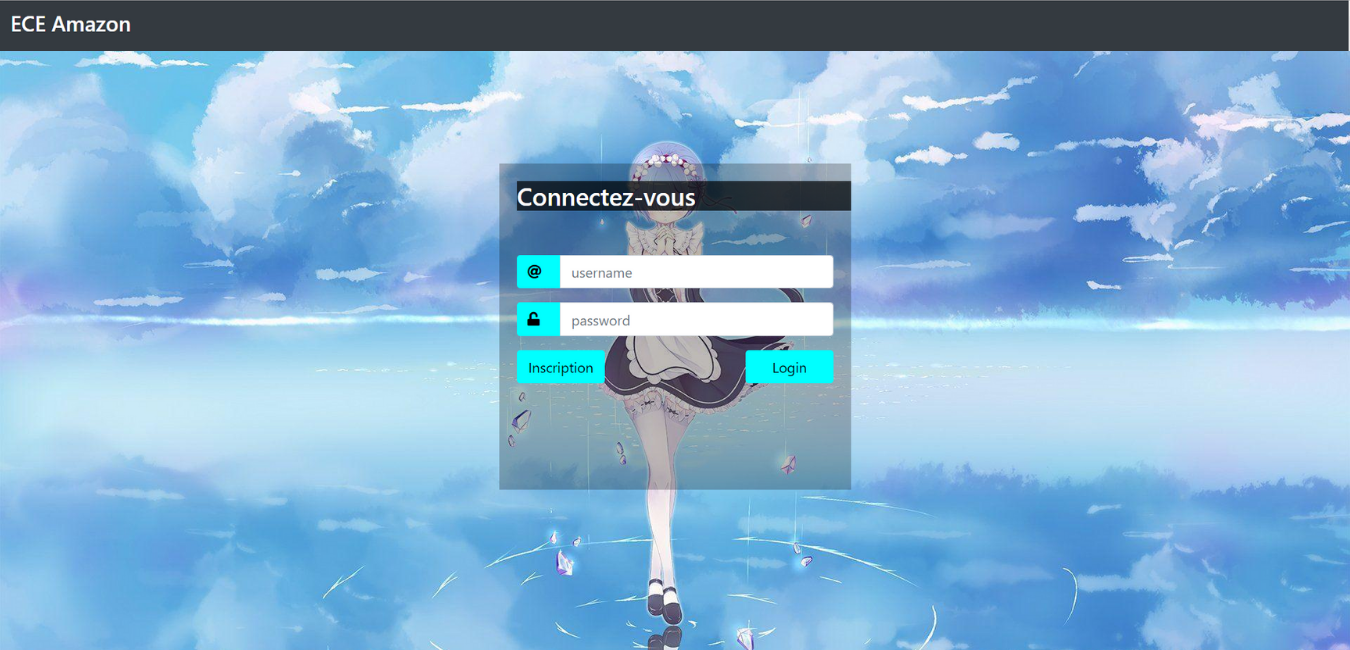 ECE Amazon
Connectez-vous
@ username
password
Inscription Login